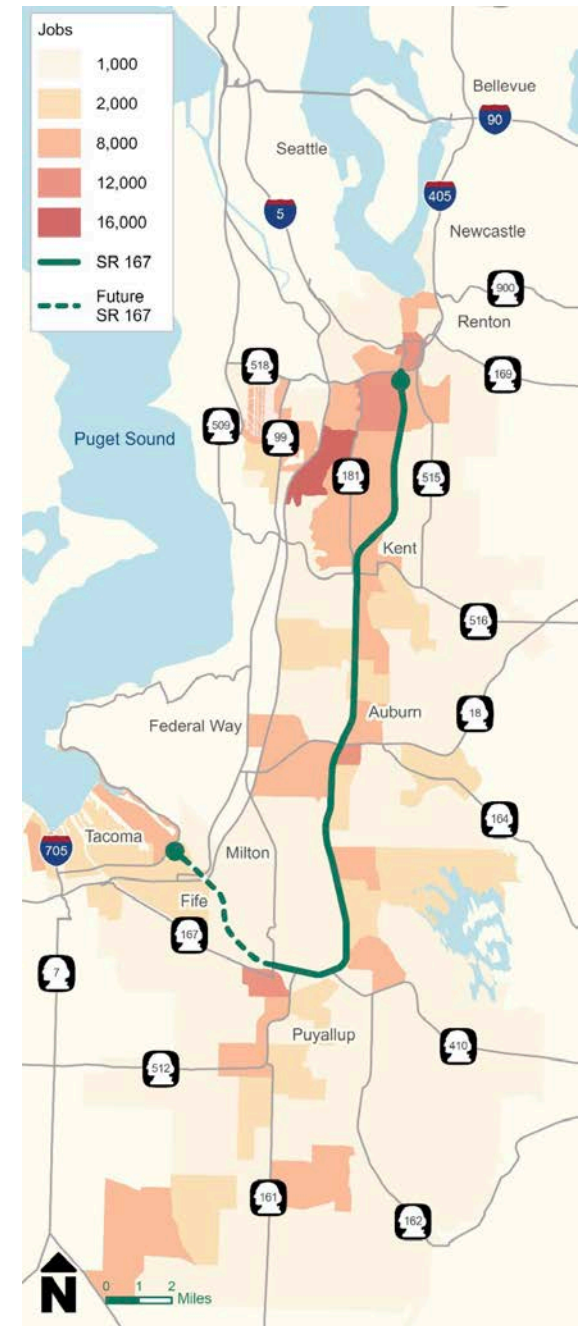 Jobs
1,000
2,000
8,000
12,000
16,000
SR 167
Future
SR 167
Bellevue
90
Seattle
405
5
Newcastle
900
Renton
518
169
509
99
Puget Sound
181
515
Kent
516
Auburn
18
Federal Way
164
Tacoma
705
Milton
Fife
167
7
Puyallup
410
512
161
162
N
0 1 2
Miles